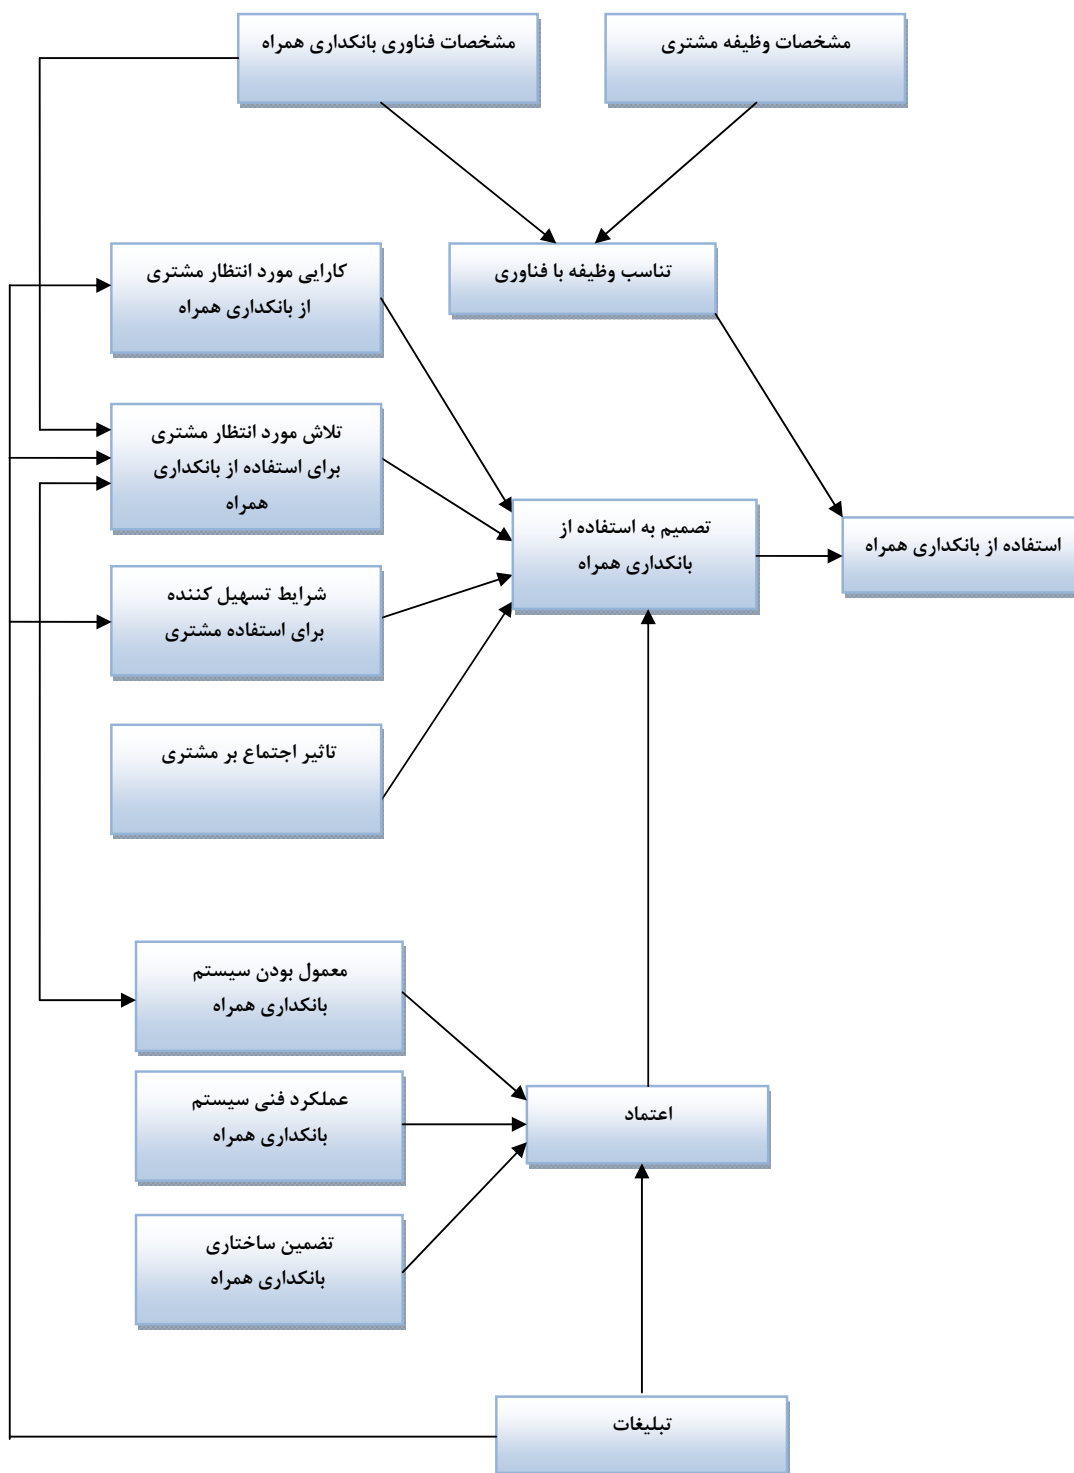 مشخصات وظیفه مشتری
مشخصات فناوری بانکداری همراه
تناسب وظیفه با فناوری
کارایی مورد انتظار مشتری
از بانکداری همراه
تلاش مورد انتظار مشتری
برای استفاده از بانکداری
همراه
تصمیم به استفاده از
بانکداری همراه
استفاده از بانکداری همراه
شرایط تسهیل کننده
برای استفاده مشتری
تاثیر اجتماع بر مشتری
معمول بودن سیستم
بانکداری همراه
عملکرد فنی سیستم
بانکداری همراه
اعتماد
تضمین ساختاری
بانکداری همراه
تبلیغات